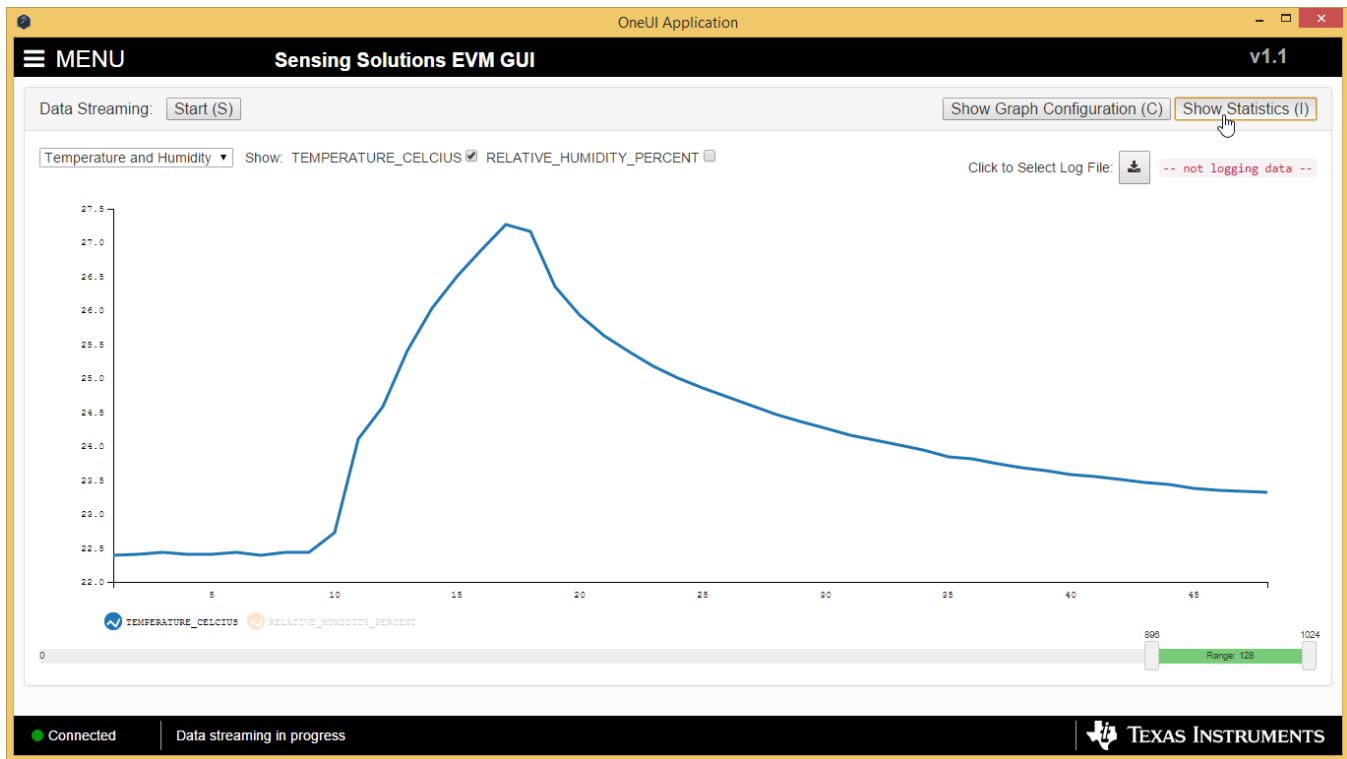 OneUI Application
MENU
Sensing Solutions EVM GUI
v1.1
Data Streaming:
Start (S)
Show Graph Configuration (C)
Show Statistics (I)
Temperature and Humidity
Show:
TEMPERATURE_CELCIUS
RELATIVE_HUMIDITY_PERCENT
Click to Select Log File:
-- not logging data --
27.5
27.0
26.5
26.0
25.5
25.0
24.5
24.0
23.5
23.0
22.5
22.0
5
10
15
20
25
30
35
40
45
TEMPERATURE_CELCIUS
RELATIVE_HUMIDITY_PERCENT
896
1024
0
Range: 128
Connected
Data streaming in progress
TEXAS INSTRUMENTS